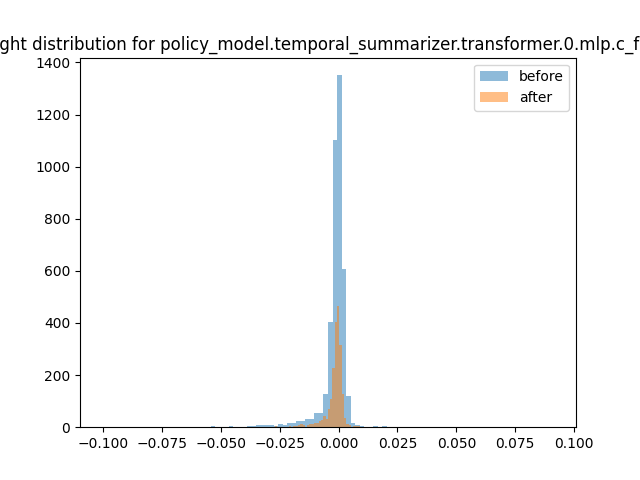 ght distribution for policy_model.temporal_summarizer.transformer.0.mlp.c_f
before
after
1400
1200
1000
800
600
400
200
0
−0.100 −0.075 −0.050 −0.025 0.000 0.025 0.050 0.075 0.100